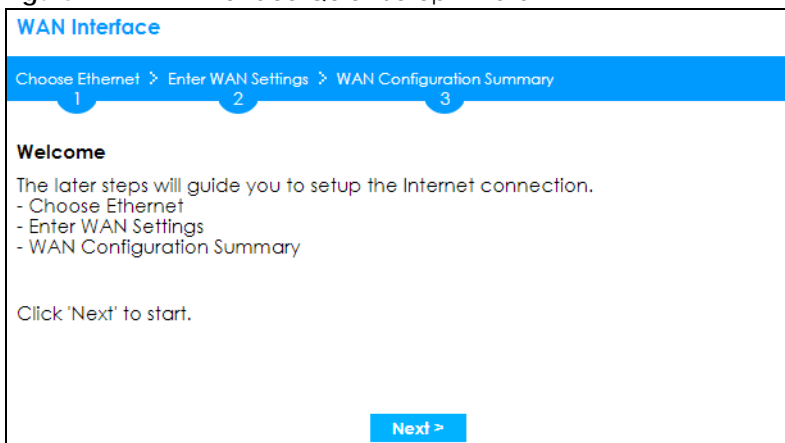 WAN Interface
Choose Ethernet > Enter WAN Settings > WAN Configuration Summary
1 2 3
Welcome
The later steps will guide you to setup the Internet connection.
- Choose Ethernet
- Enter WAN Settings
- WAN Configuration Summary
Click 'Next' to start.
Next >